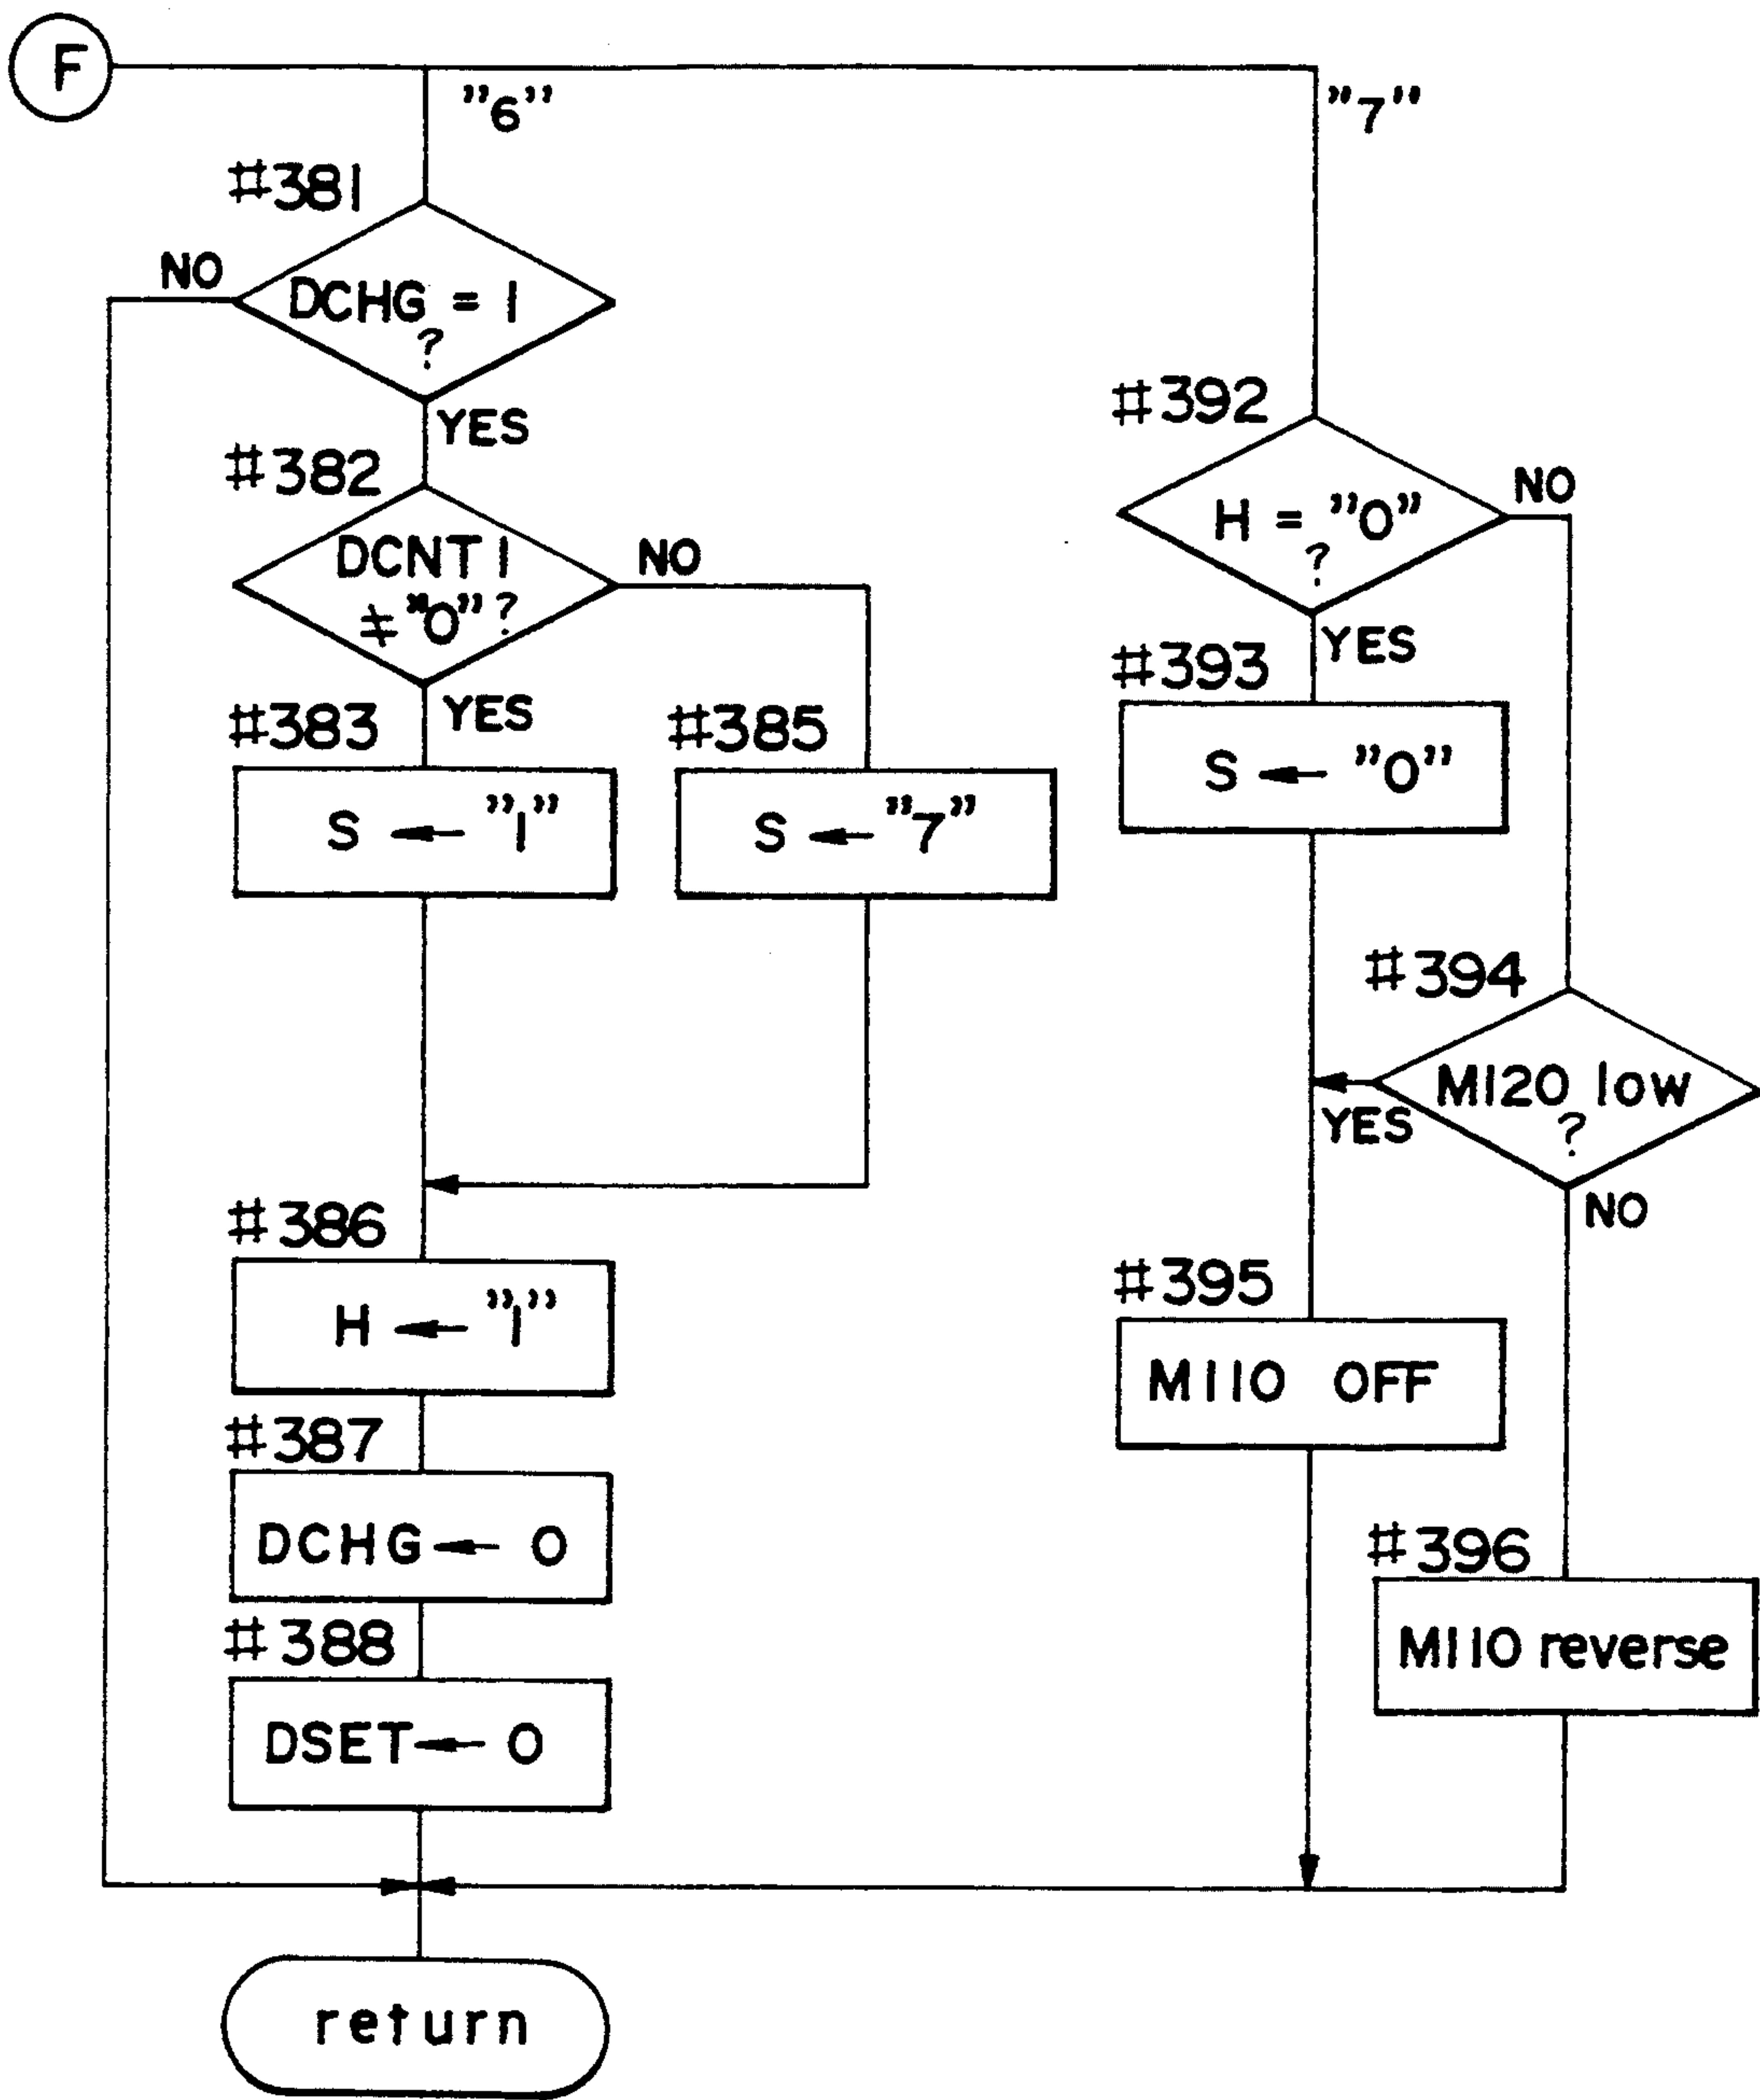 F
"6"
"7"
#381
NO
DCHG = 1
?
YES
#382
DCNT1
≠"0"?
NO
YES
#383
S ← "1"
#385
S ← "7"
#386
H ← "1"
#387
DCHG ← 0
#388
DSET ← 0
return
#392
H = "0"
?
NO
YES
#393
S ← "0"
#394
M120 low
?
YES
NO
#395
M110 OFF
#396
M110 reverse